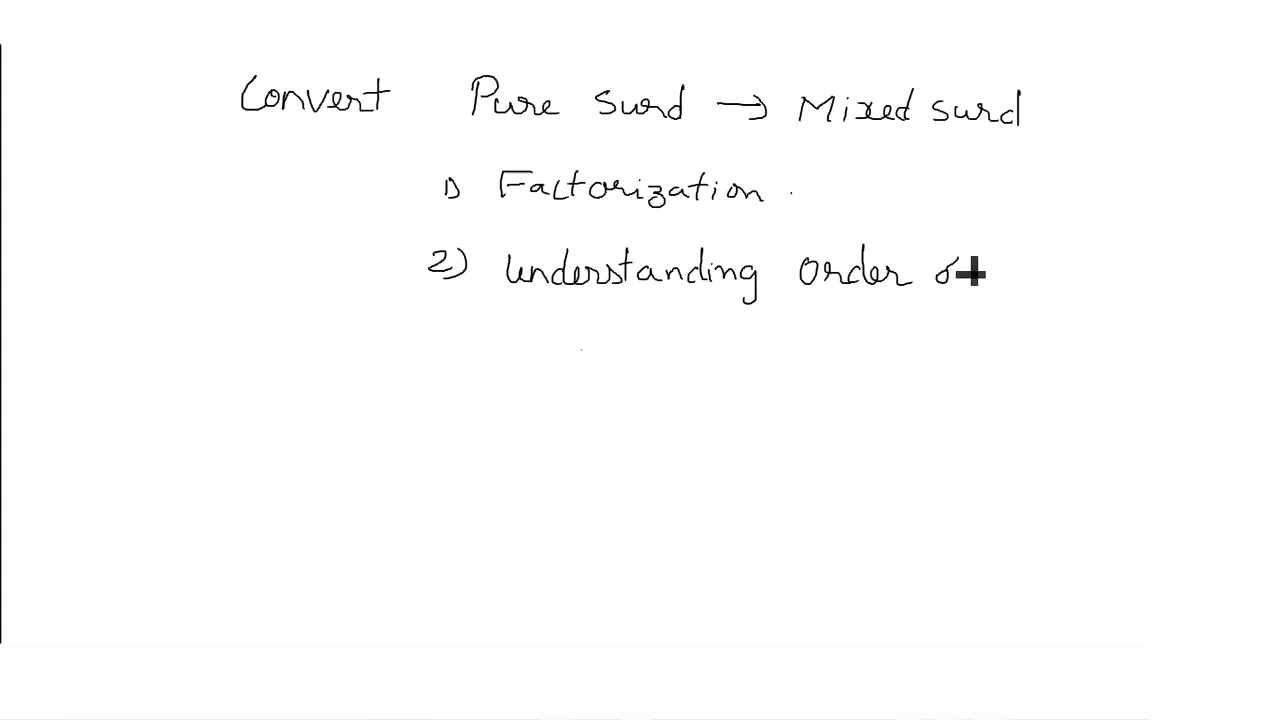 Convert Pure Surd → Mixed surd
1) Factorization.
2) understanding order